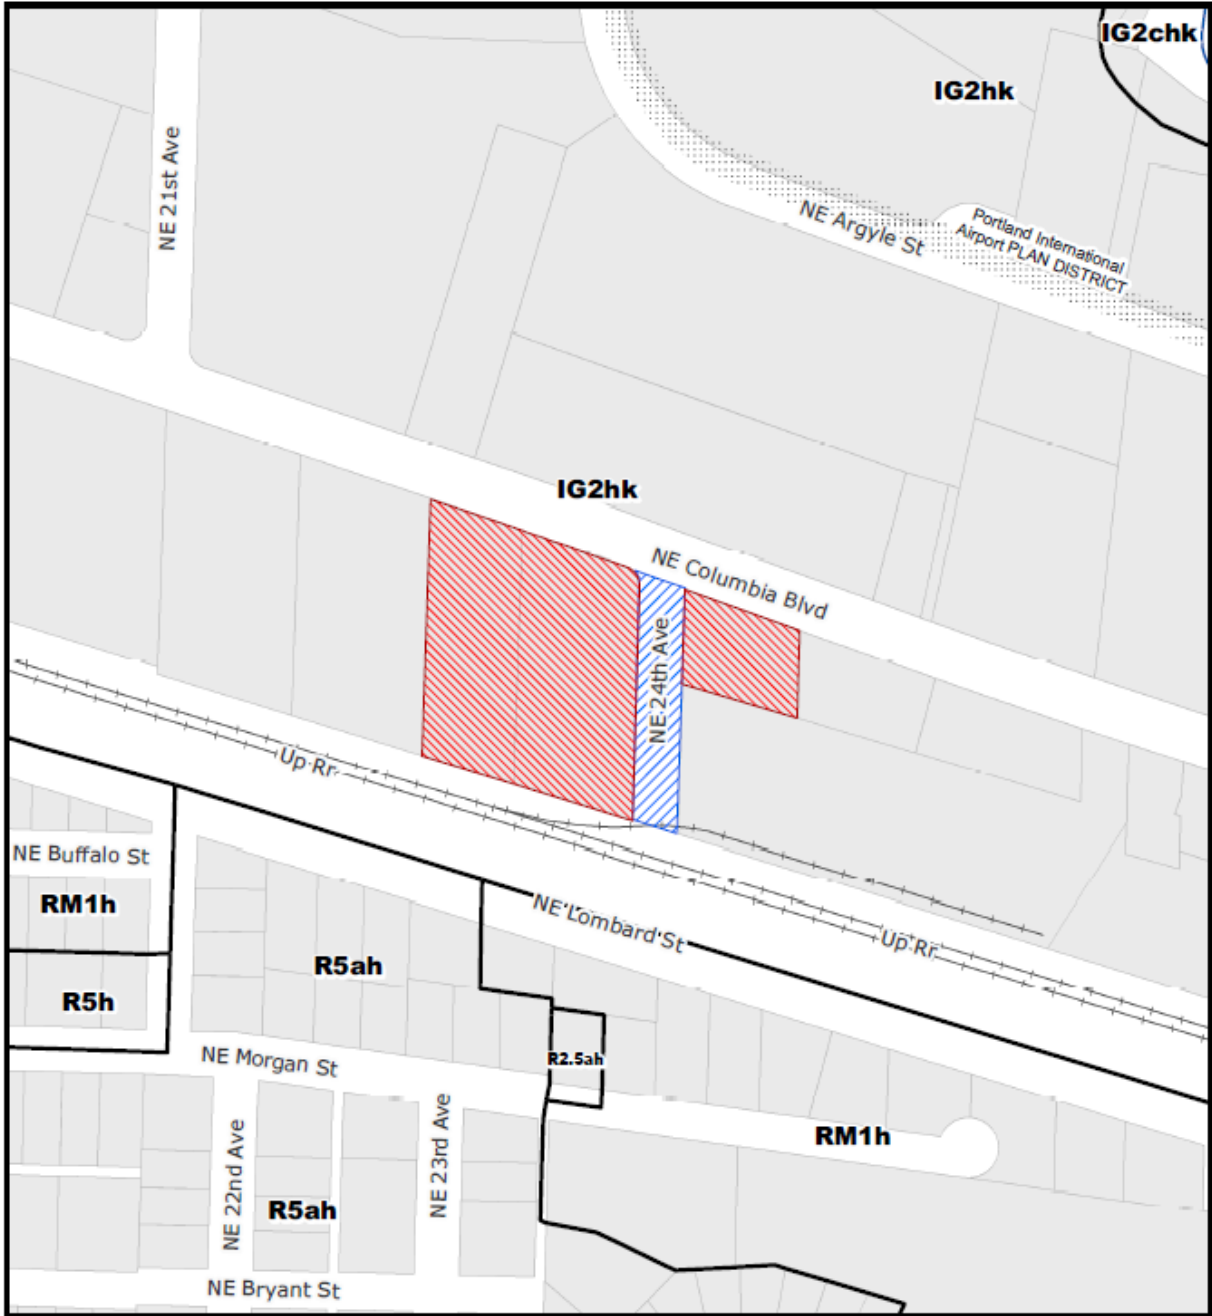 IG2chk
IG2hk
NE 21st Ave
NE Argyle St
Portland International
Airport PLAN DISTRICT
IG2hk
NE Columbia Blvd
NE 24th Ave
Up Rr
NE Buffalo St
RM1h
NE Lombard St
Up Rr
R5ah
R5h
NE Morgan St
R2.5ah
NE 22nd Ave
NE 23rd Ave
RM1h
R5ah
NE Bryant St